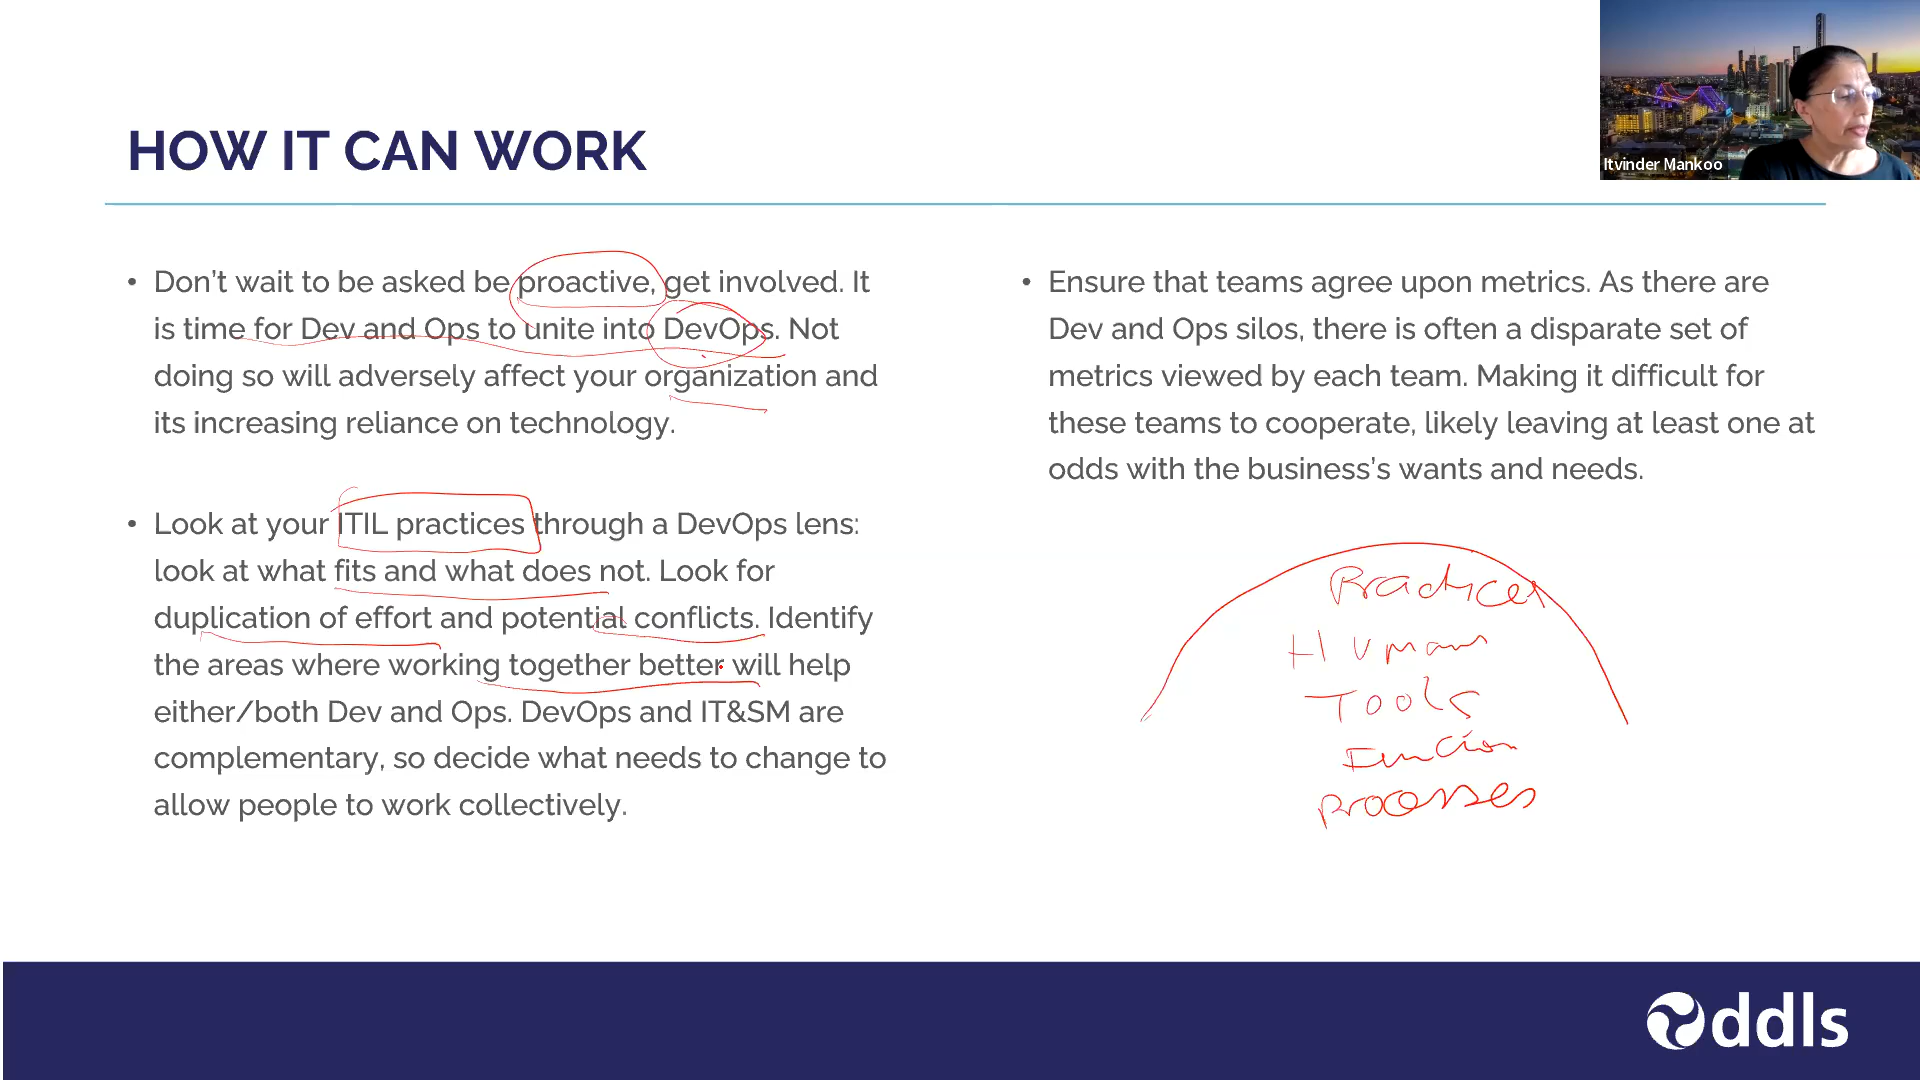 Itvinder Mankoo
HOW IT CAN WORK
• Don’t wait to be asked be proactive, get involved. It
is time for Dev and Ops to unite into DevOps. Not
doing so will adversely affect your organization and
its increasing reliance on technology.
• Look at your ITIL practices through a DevOps lens:
look at what fits and what does not. Look for
duplication of effort and potential conflicts. Identify
the areas where working together better will help
either/both Dev and Ops. DevOps and IT&SM are
complementary, so decide what needs to change to
allow people to work collectively.
• Ensure that teams agree upon metrics. As there are
Dev and Ops silos, there is often a disparate set of
metrics viewed by each team. Making it difficult for
these teams to cooperate, likely leaving at least one at
odds with the business’s wants and needs.
Practices
Humans
Tools
Function
Processes
ddls